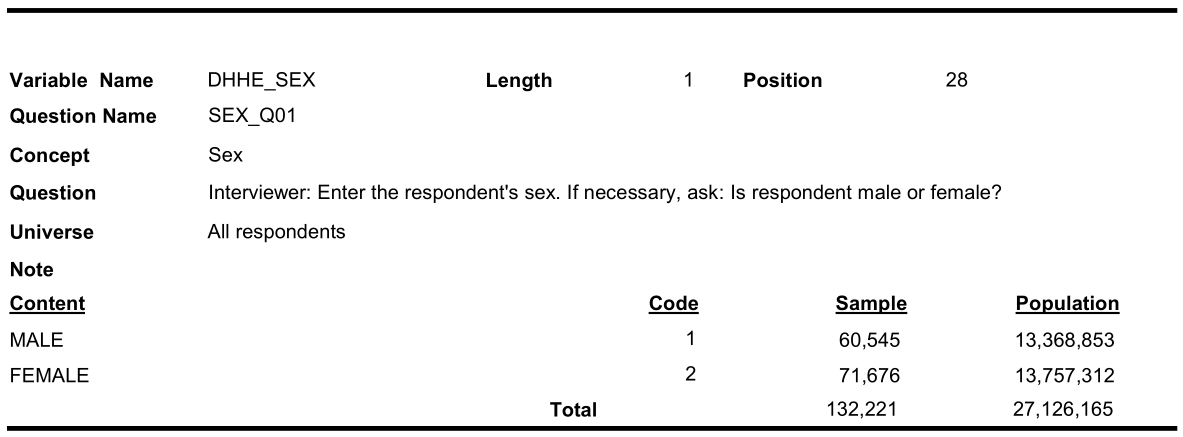 Variable Name DHHE_SEX Length 1 Position 28
Question Name SEX_Q01
Concept Sex
Question Interviewer: Enter the respondent's sex. If necessary, ask: Is respondent male or female?
Universe All respondents
Note
Content Code Sample Population
MALE 1 60,545 13,368,853
FEMALE 2 71,676 13,757,312
Total 132,221 27,126,165